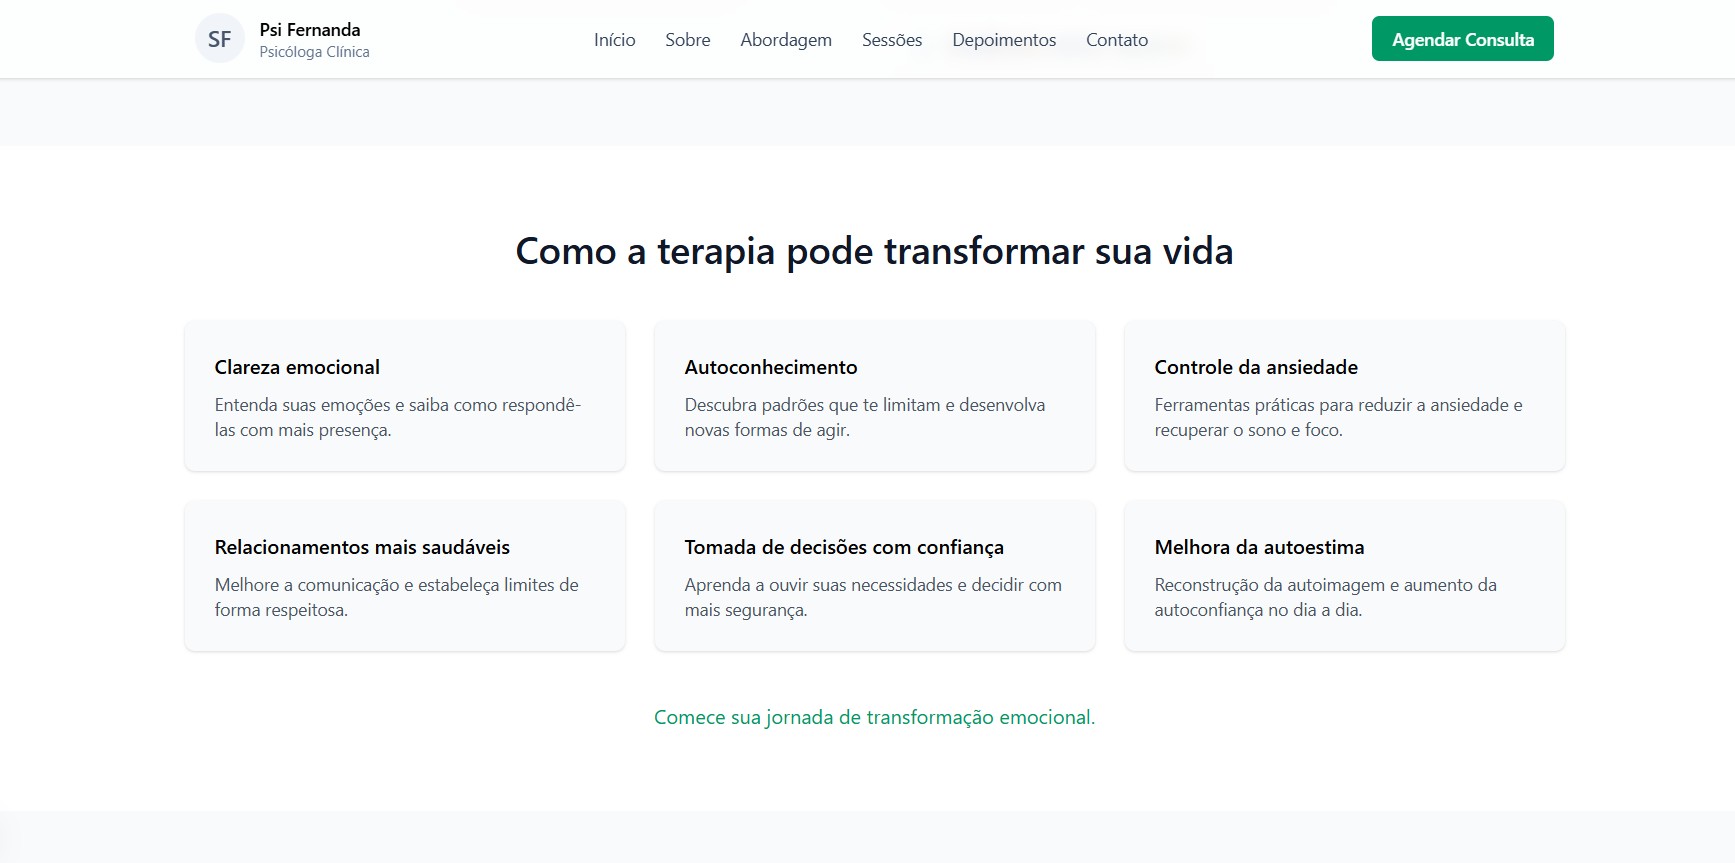 SF
Psi Fernanda
Psicóloga Clínica
Início
Sobre
Abordagem
Sessões
Depoimentos
Contato
Agendar Consulta
Como a terapia pode transformar sua vida
Clareza emocional
Entenda suas emoções e saiba como respondê-
las com mais presença.
Autoconhecimento
Descubra padrões que te limitam e desenvolva
novas formas de agir.
Controle da ansiedade
Ferramentas práticas para reduzir a ansiedade e
recuperar o sono e foco.
Relacionamentos mais saudáveis
Melhore a comunicação e estabeleça limites de
forma respeitosa.
Tomada de decisões com confiança
Aprenda a ouvir suas necessidades e decidir com
mais segurança.
Melhora da autoestima
Reconstrução da autoimagem e aumento da
autoconfiança no dia a dia.
Comece sua jornada de transformação emocional.